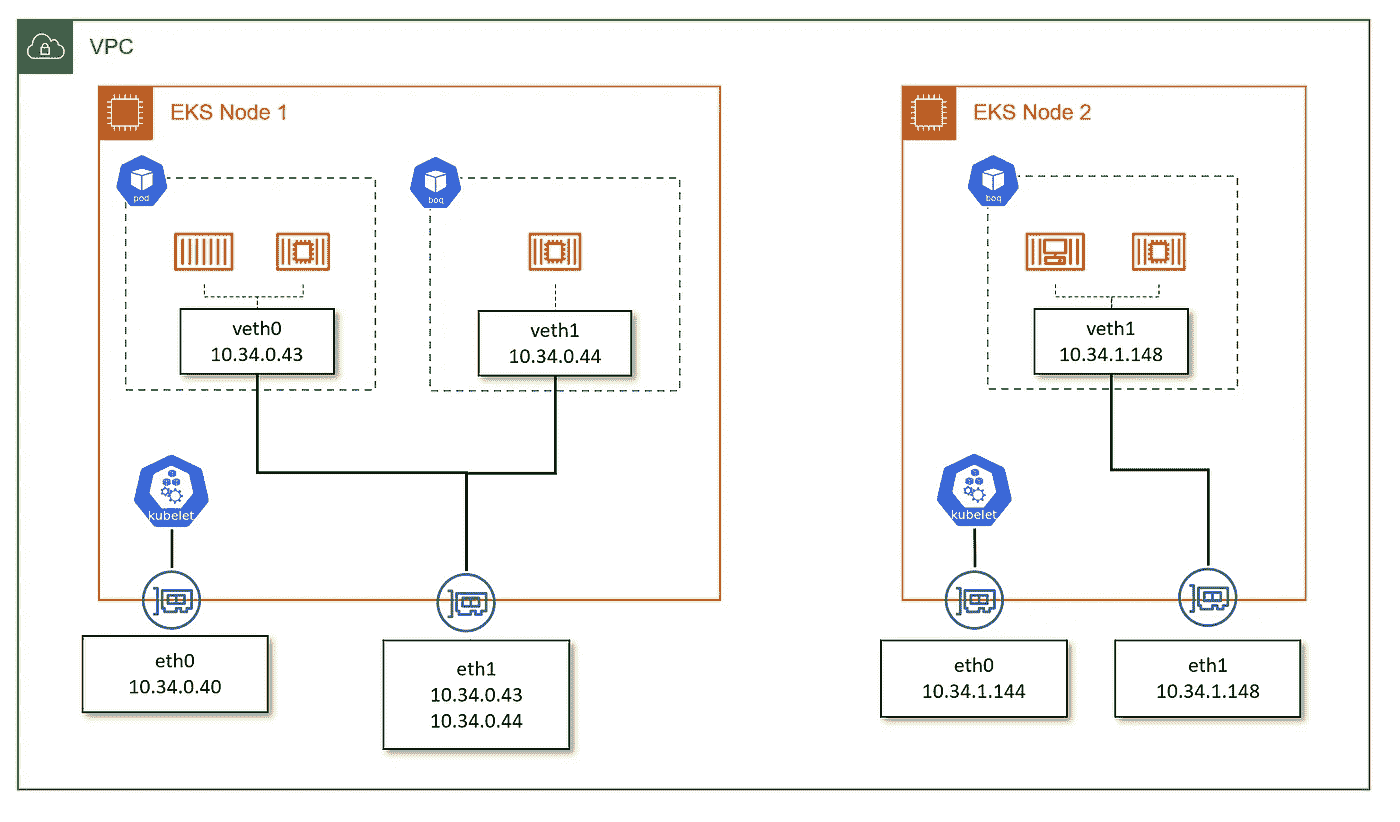 VPC
EKS Node 1
EKS Node 2
pod
boq
boq
veth0
10.34.0.43
veth1
10.34.0.44
veth1
10.34.1.148
kubelet
kubelet
eth0
10.34.0.40
eth1
10.34.0.43
10.34.0.44
eth0
10.34.1.144
eth1
10.34.1.148